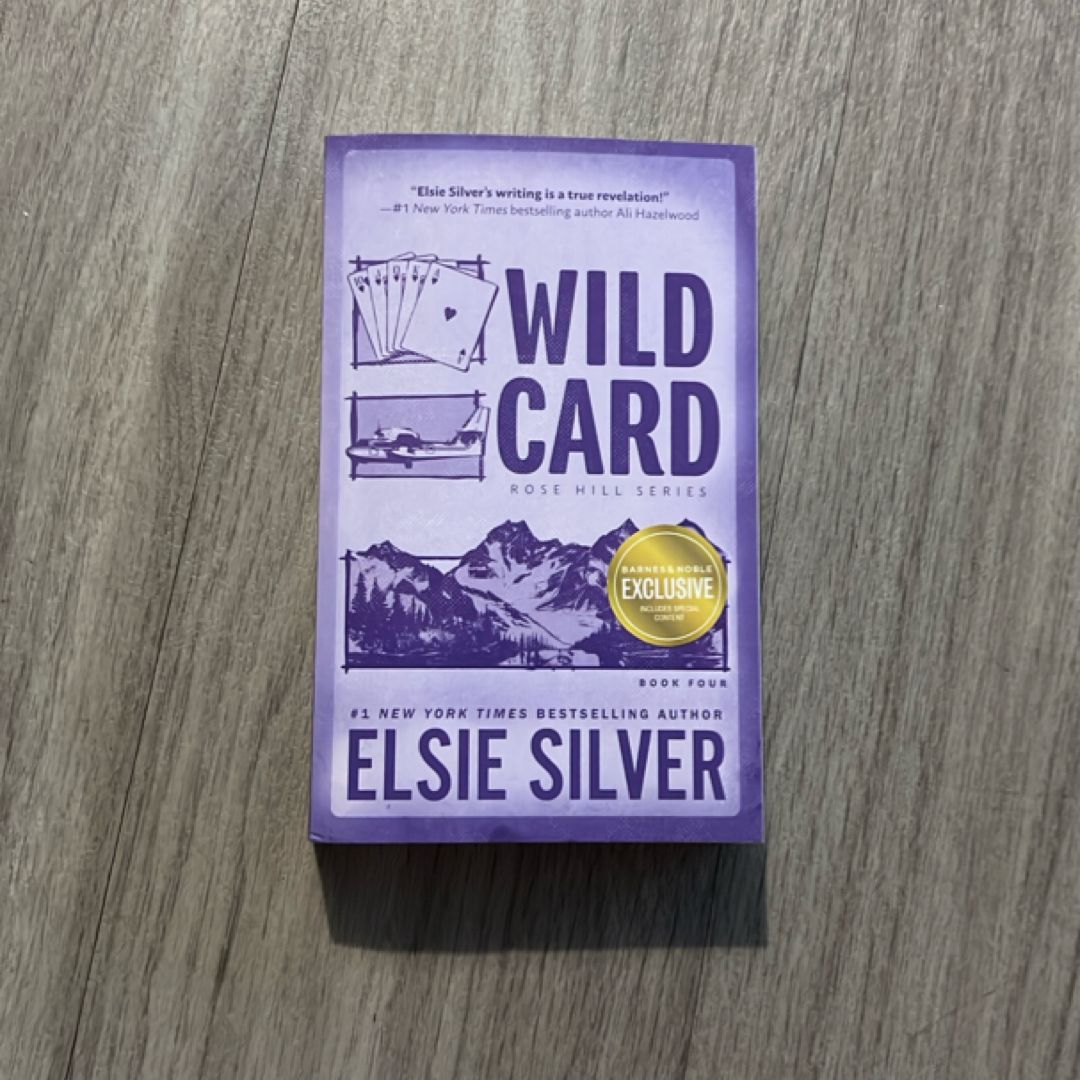 "Elsie Silver's writing is a true revelation!"
—#1 New York Times bestselling author Ali Hazelwood
WILD
CARD
ROSE HILL SERIES
BARNES & NOBLE
EXCLUSIVE
INCLUDES SPECIAL
CONTENT
BOOK FOUR
#1 NEW YORK TIMES BESTSELLING AUTHOR
ELSIE SILVER